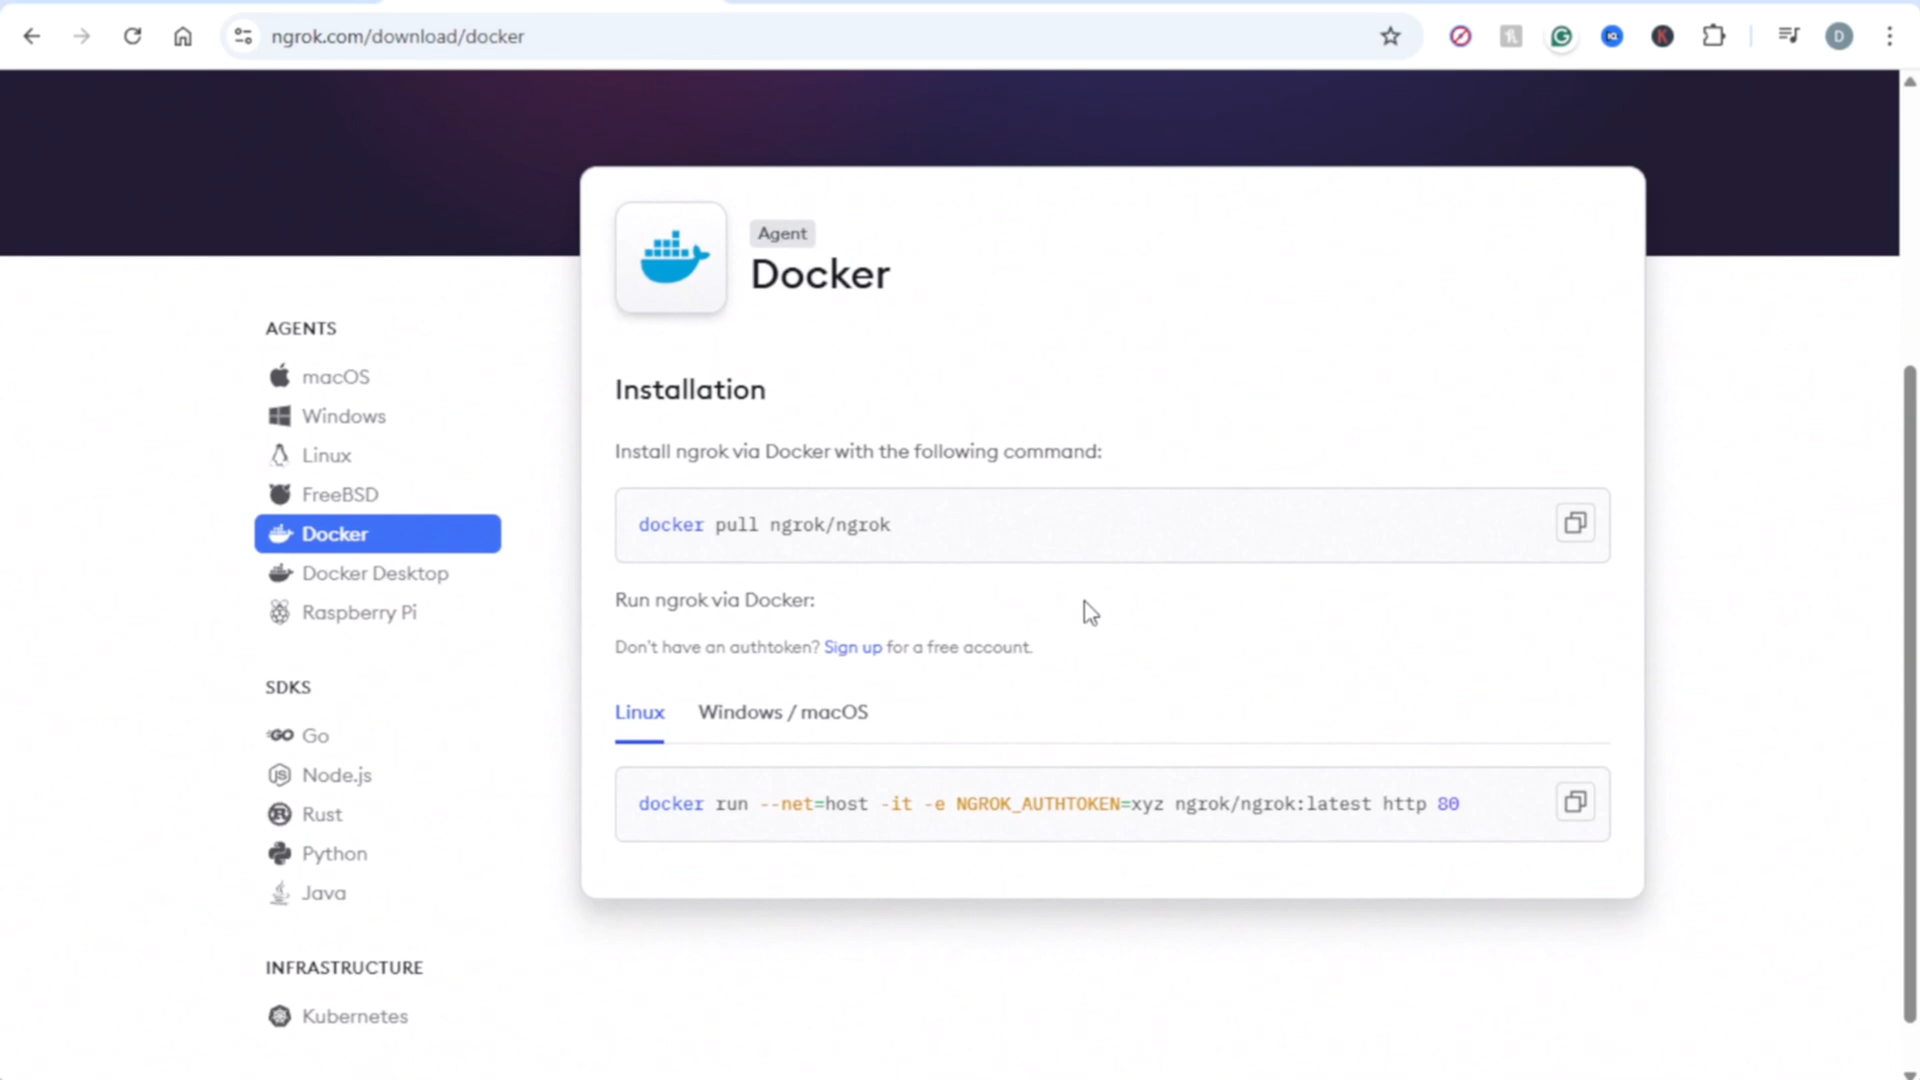 ngrok.com/download/docker
D
Agent
Docker
AGENTS
macOS
Windows
Linux
FreeBSD
Docker
Docker Desktop
Raspberry Pi
SDKS
GO Go
JS Node.js
Rust
Python
Java
INFRASTRUCTURE
Kubernetes
Installation
Install ngrok via Docker with the following command:
docker pull ngrok/ngrok
Run ngrok via Docker:
Don't have an authtoken? Sign up for a free account.
Linux Windows / macOS
docker run --net=host -it -e NGROK_AUTHTOKEN=xyz ngrok/ngrok:latest http 80